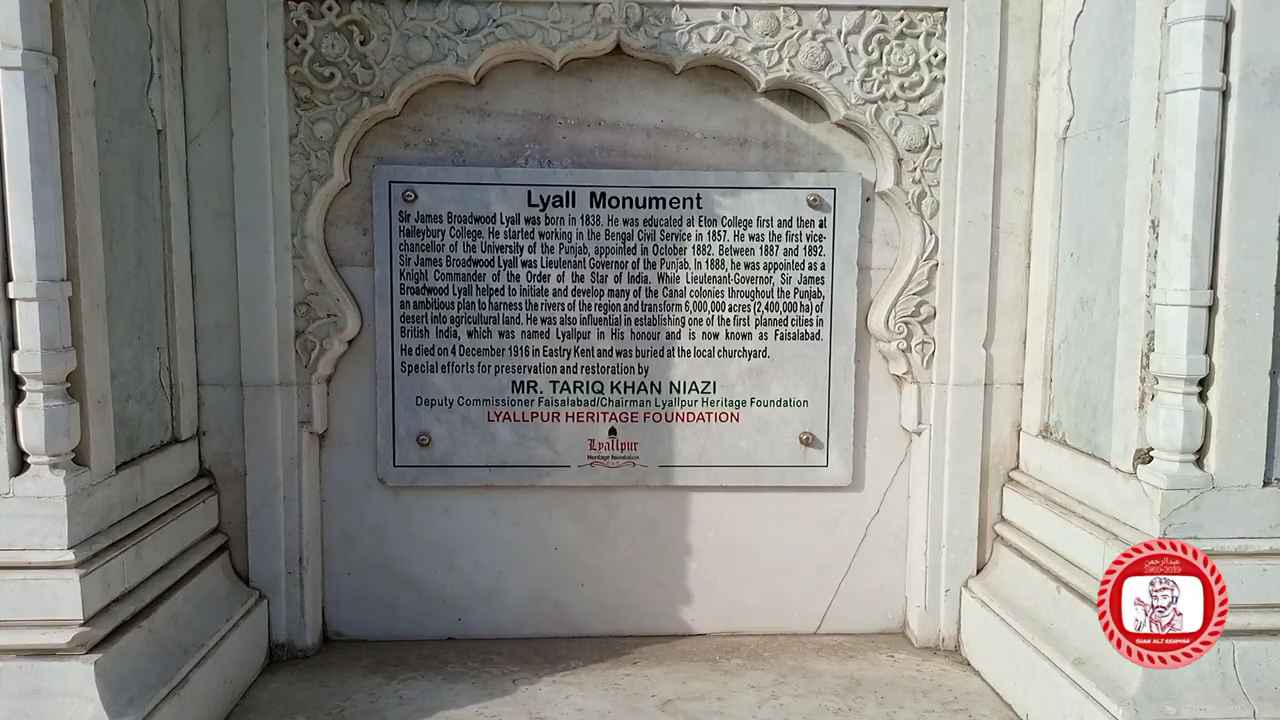 Lyall Monument
Sir James Broadwood Lyall was born in 1838. He was educated at Eton College first and then at
Haileybury College. He started working in the Bengal Civil Service in 1857. He was the first vice-
chancellor of the University of the Punjab, appointed in October 1882. Between 1887 and 1892.
Sir James Broadwood Lyall was Lieutenant Governor of the Punjab. In 1888, he was appointed as a
Knight Commander of the Order of the Star of India. While Lieutenant-Governor, Sir James
Broadwood Lyall helped to initiate and develop many of the Canal colonies throughout the Punjab,
an ambitious plan to harness the rivers of the region and transform 6,000,000 acres (2,400,000 ha) of
desert into agricultural land. He was also influential in establishing one of the first planned cities in
British India, which was named Lyallpur in His honour and is now known as Faisalabad.
He died on 4 December 1916 in Eastry Kent and was buried at the local churchyard.
Special efforts for preservation and restoration by
MR. TARIQ KHAN NIAZI
Deputy Commissioner Faisalabad/Chairman Lyallpur Heritage Foundation
LYALLPUR HERITAGE FOUNDATION
Lyallpur
Heritage foundation
عبدالرحمن
1960-2019
SHAN ALI REHMAN